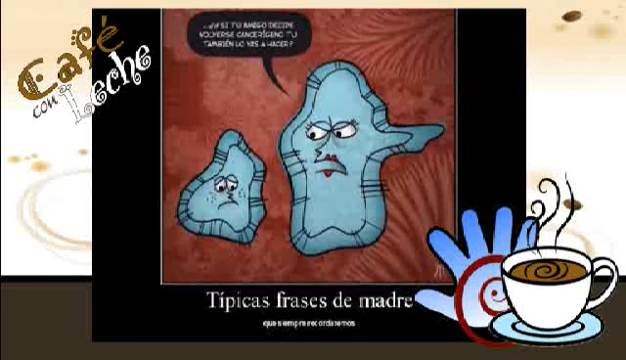 Café
con Leche
...¿Y SI TU AMIGO DECIDE
VOLVERSE CANCERÍGENO TU
TAMBIÉN LO VAS A HACER?
Típicas frases de madre
que siempre recordaremos